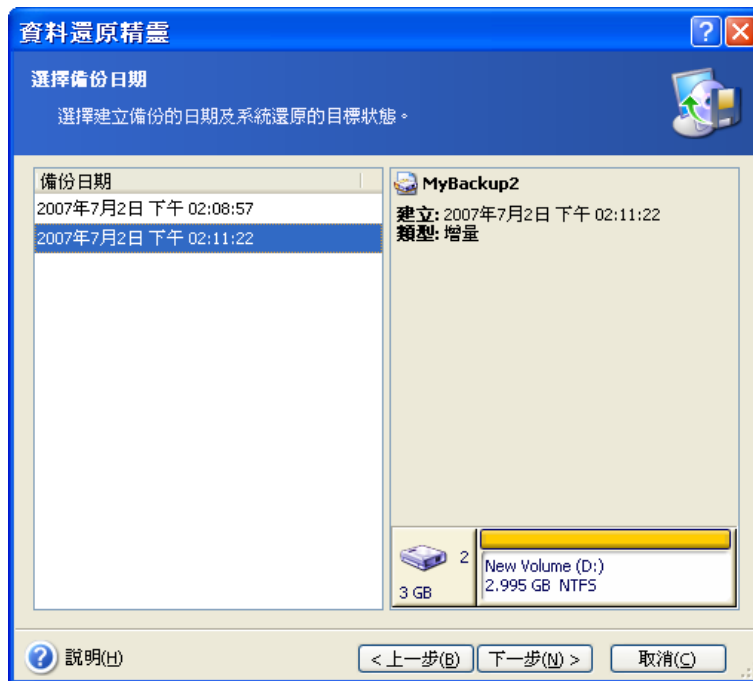 資料還原精靈
選擇備份日期
選擇建立備份的日期及系統還原的目標狀態。
備份日期
2007年7月2日 下午 02:08:57
2007年7月2日 下午 02:11:22
MyBackup2
建立: 2007年7月2日 下午 02:11:22
類型: 增量
2
3 GB
New Volume (D:)
2.995 GB NTFS
說明(H)
< 上一步(B)
下一步(N) >
取消(C)